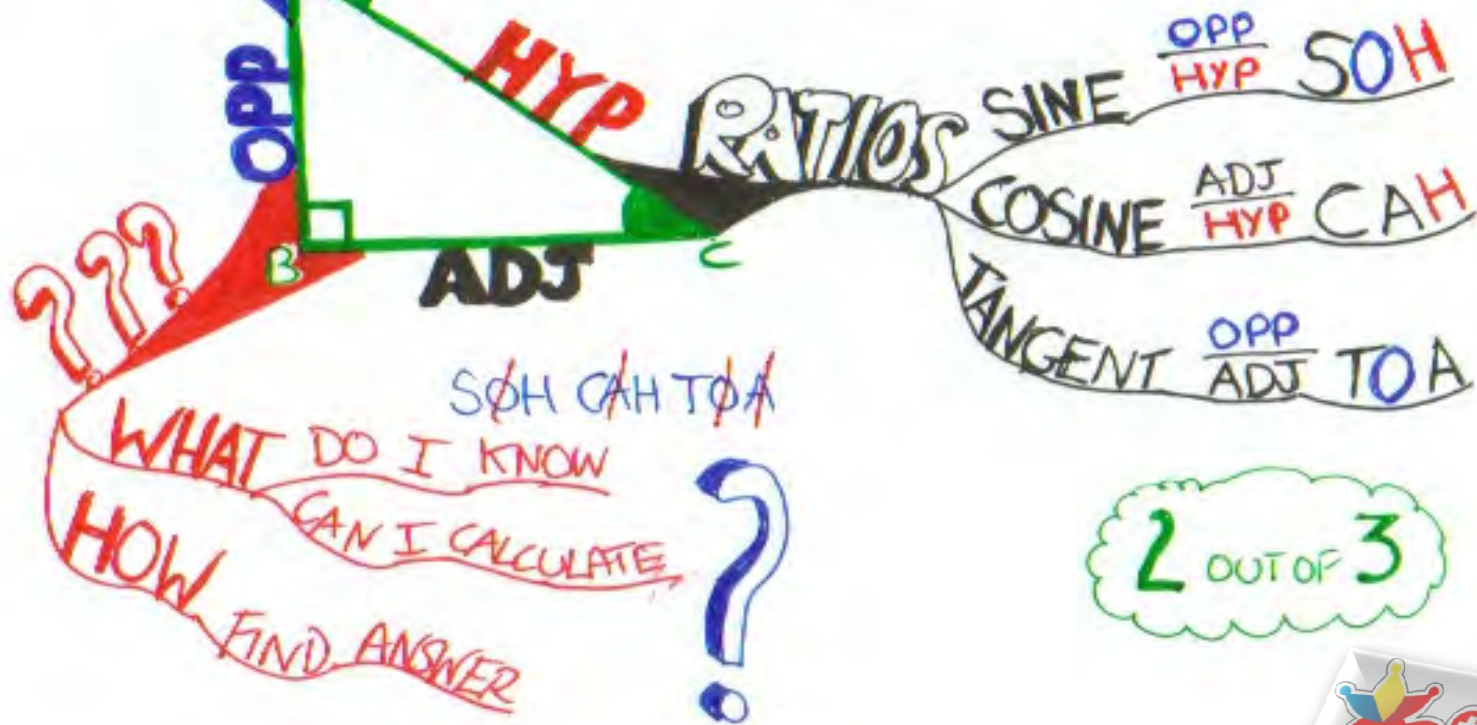 OPP
HYP
B
ADJ
C
RATIOS
SINE OPP/HYP SOH
COSINE ADJ/HYP CAH
TANGENT OPP/ADJ TOA
???
SOH CAH TOA
WHAT DO I KNOW
CAN I CALCULATE
HOW FIND ANSWER
?
2 OUT OF 3